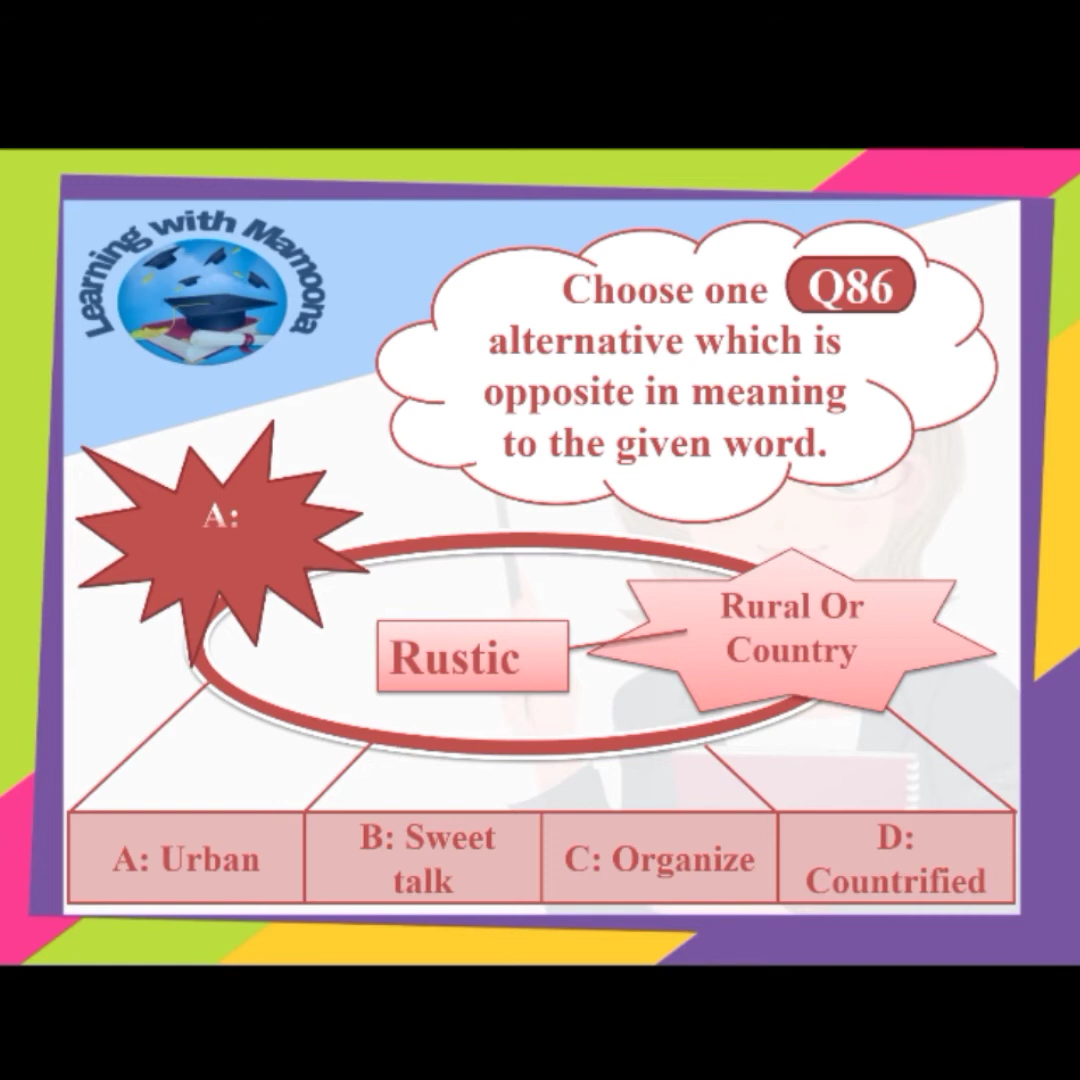 Learning with Mamoona
Choose one Q86
alternative which is
opposite in meaning
to the given word.
A:
Rural Or
Country
Rustic
A: Urban
B: Sweet
talk
C: Organize
D:
Countrified